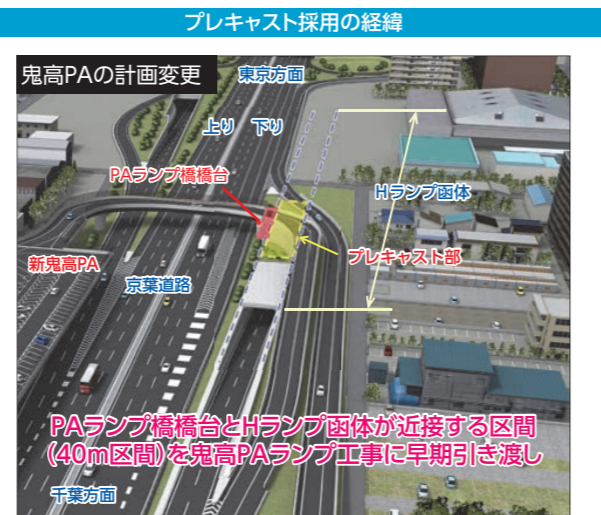 プレキャスト採用の経緯
鬼高PAの計画変更
東京方面
上り 下り
PAランプ橋橋台
Hランプ函体
新鬼高PA
プレキャスト部
京葉道路
PAランプ橋橋台とHランプ函体が近接する区間
(40m区間)を鬼高PAランプ工事に早期引き渡し
千葉方面